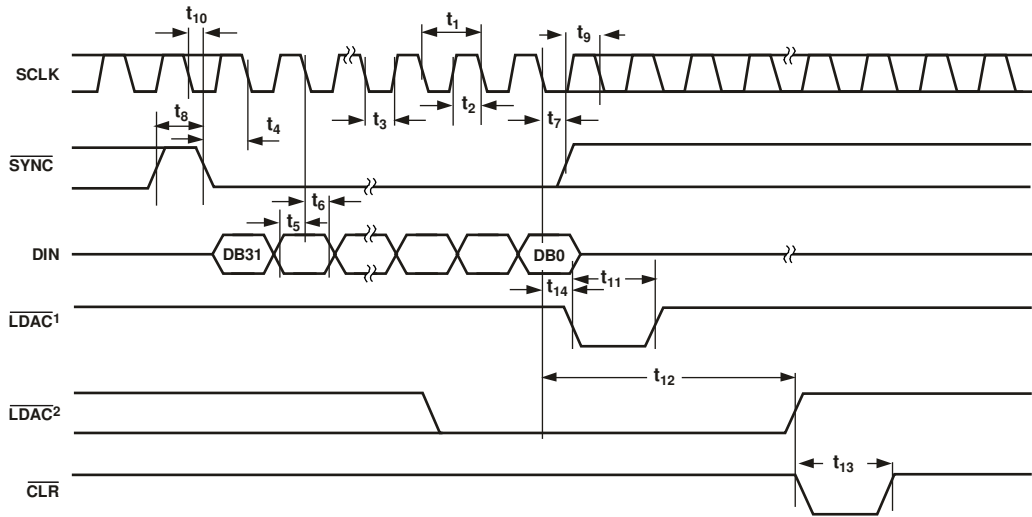 t10
t1
t9
SCLK
t8
t4
t3
t2
t7
SYNC
t6
t5
DIN
DB31
DB0
t14
t11
LDAC1
t12
LDAC2
t13
CLR